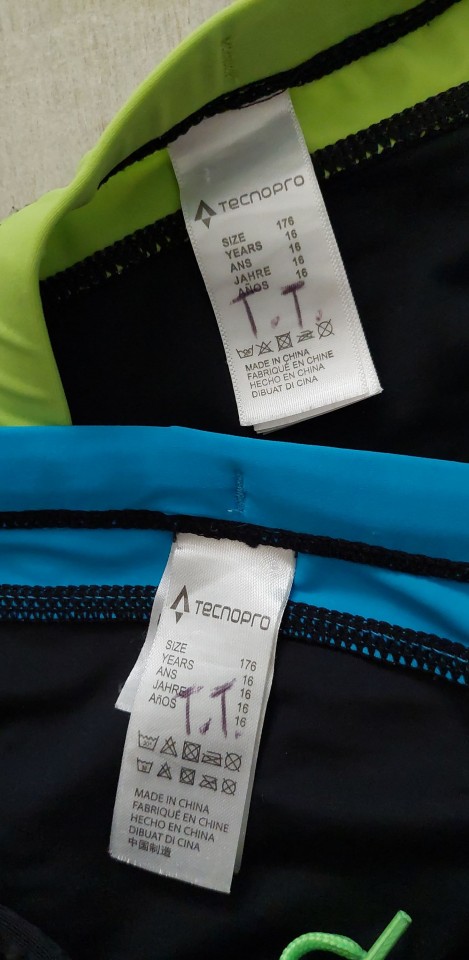 TECNOPRO
SIZE 176
YEARS 16
ANS 16
JAHRE 16
AÑOS 16
T. T.
MADE IN CHINA
FABRIQUÉ EN CHINE
HECHO EN CHINA
DIBUAT DI CINA
TECNOPRO
SIZE
YEARS 176
ANS 16
JAHRE 16
AÑOS 16
16
T. T.
MADE IN CHINA
FABRIQUÉ EN CHINE
HECHO EN CHINA
DIBUAT DI CINA
中国制造